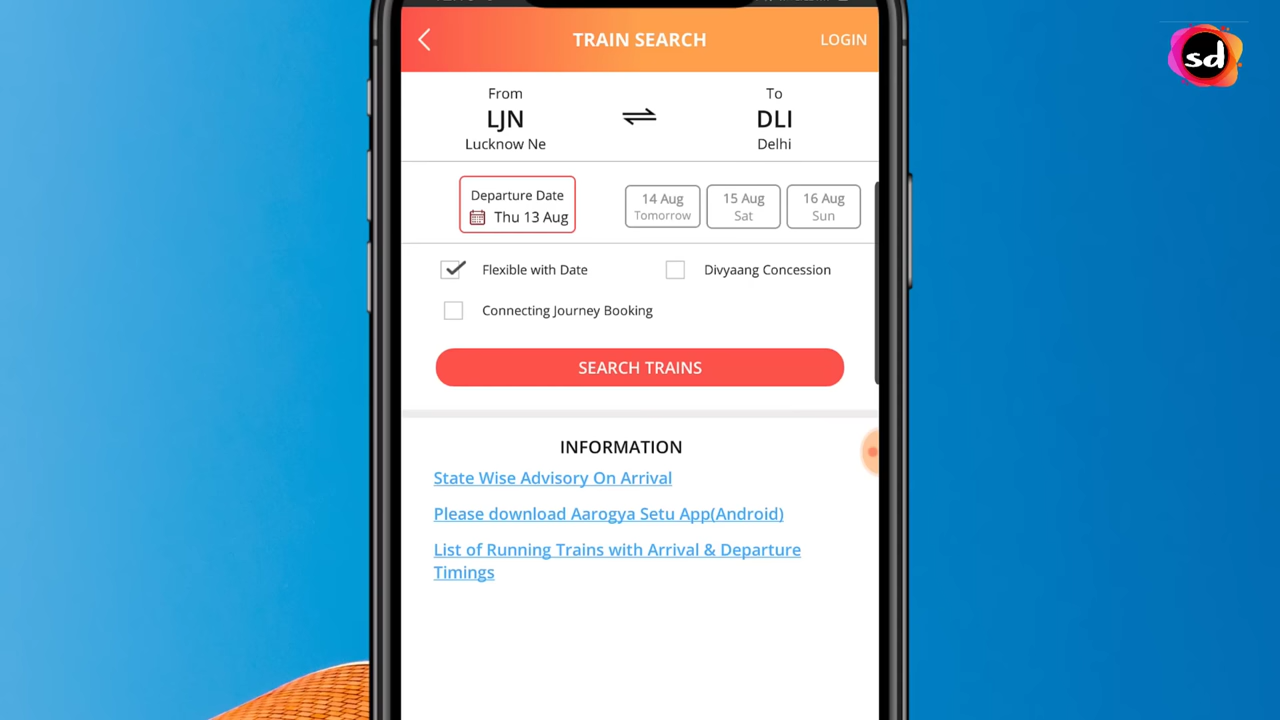 TRAIN SEARCH
LOGIN
sd
From
To
LJN
DLI
Lucknow Ne
Delhi
Departure Date
Thu 13 Aug
14 Aug
Tomorrow
15 Aug
Sat
16 Aug
Sun
Flexible with Date
Divyaang Concession
Connecting Journey Booking
SEARCH TRAINS
INFORMATION
State Wise Advisory On Arrival
Please download Aarogya Setu App(Android)
List of Running Trains with Arrival & Departure
Timings